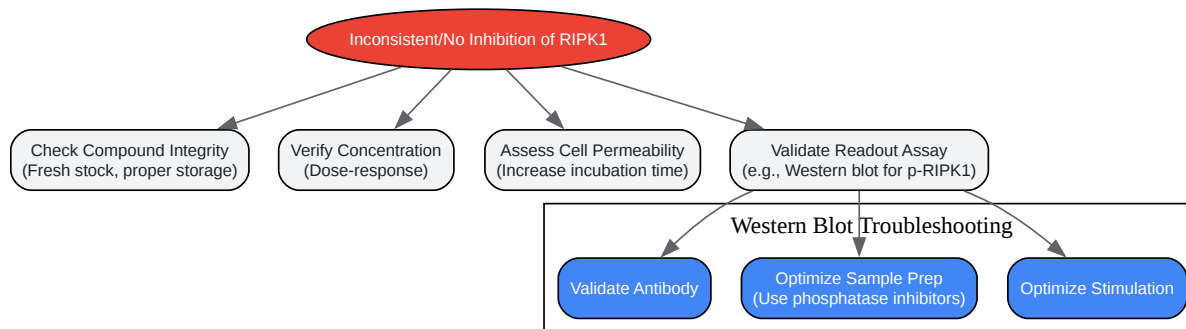 Inconsistent/No Inhibition of RIPK1
Check Compound Integrity
(Fresh stock, proper storage)
Verify Concentration
(Dose-response)
Assess Cell Permeability
(Increase incubation time)
Validate Readout Assay
(e.g., Western blot for p-RIPK1)
Western Blot Troubleshooting
Validate Antibody
Optimize Sample Prep
(Use phosphatase inhibitors)
Optimize Stimulation